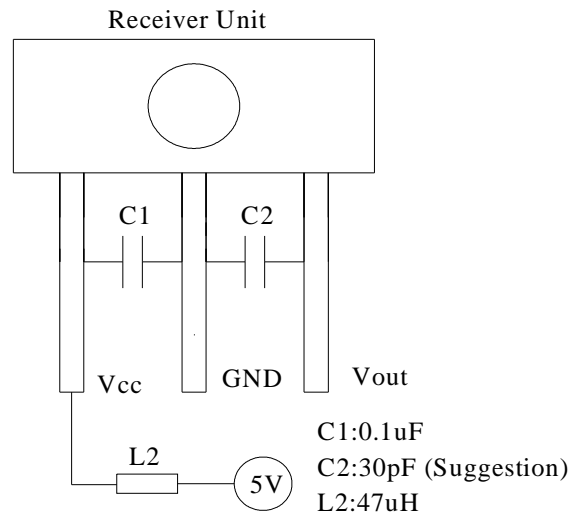 Receiver Unit
C1
C2
Vcc
GND
Vout
L2
5V
C1:0.1uF
C2:30pF (Suggestion)
L2:47uH